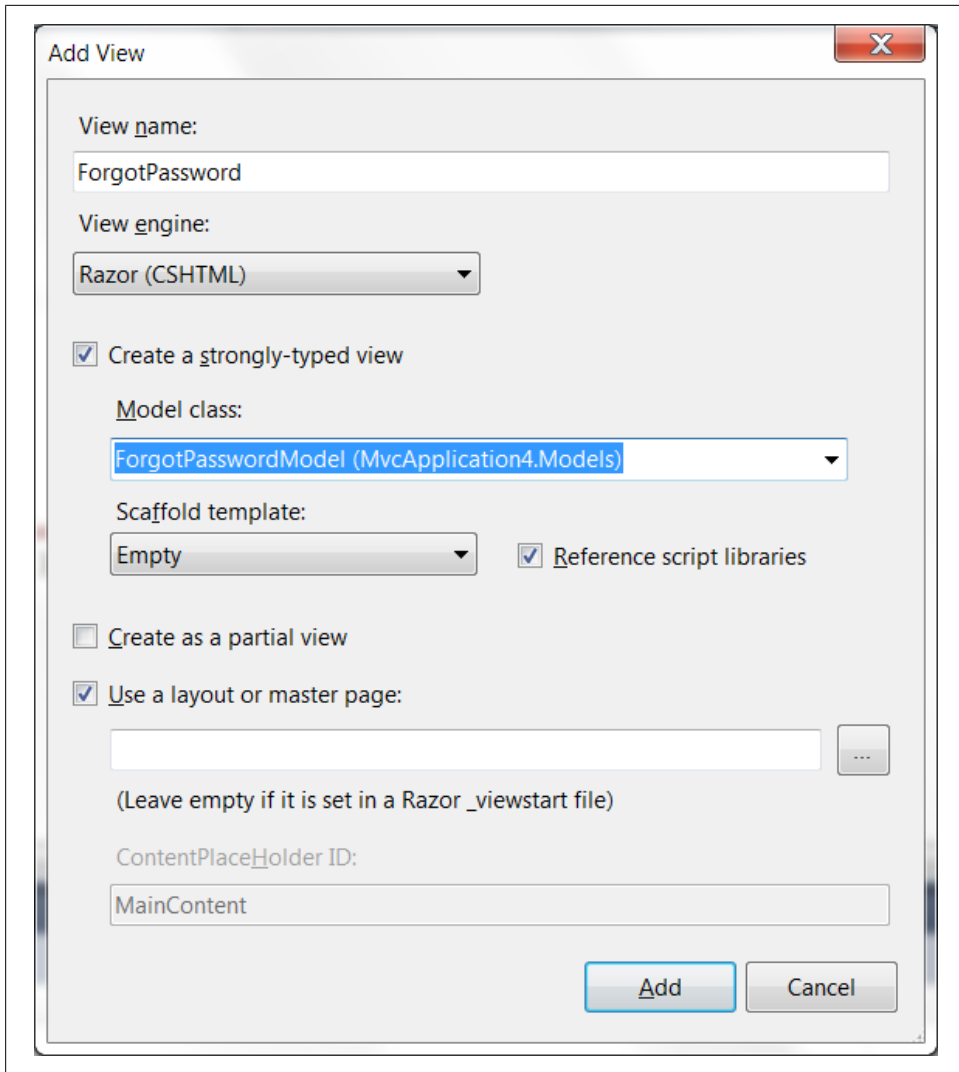 Add View
View name:
ForgotPassword
View engine:
Razor (CSHTML)
Create a strongly-typed view
Model class:
ForgotPasswordModel (MvcApplication4.Models)
Scaffold template:
Empty
Reference script libraries
Create as a partial view
Use a layout or master page:
...
(Leave empty if it is set in a Razor _viewstart file)
ContentPlaceHolder ID:
MainContent
Add Cancel